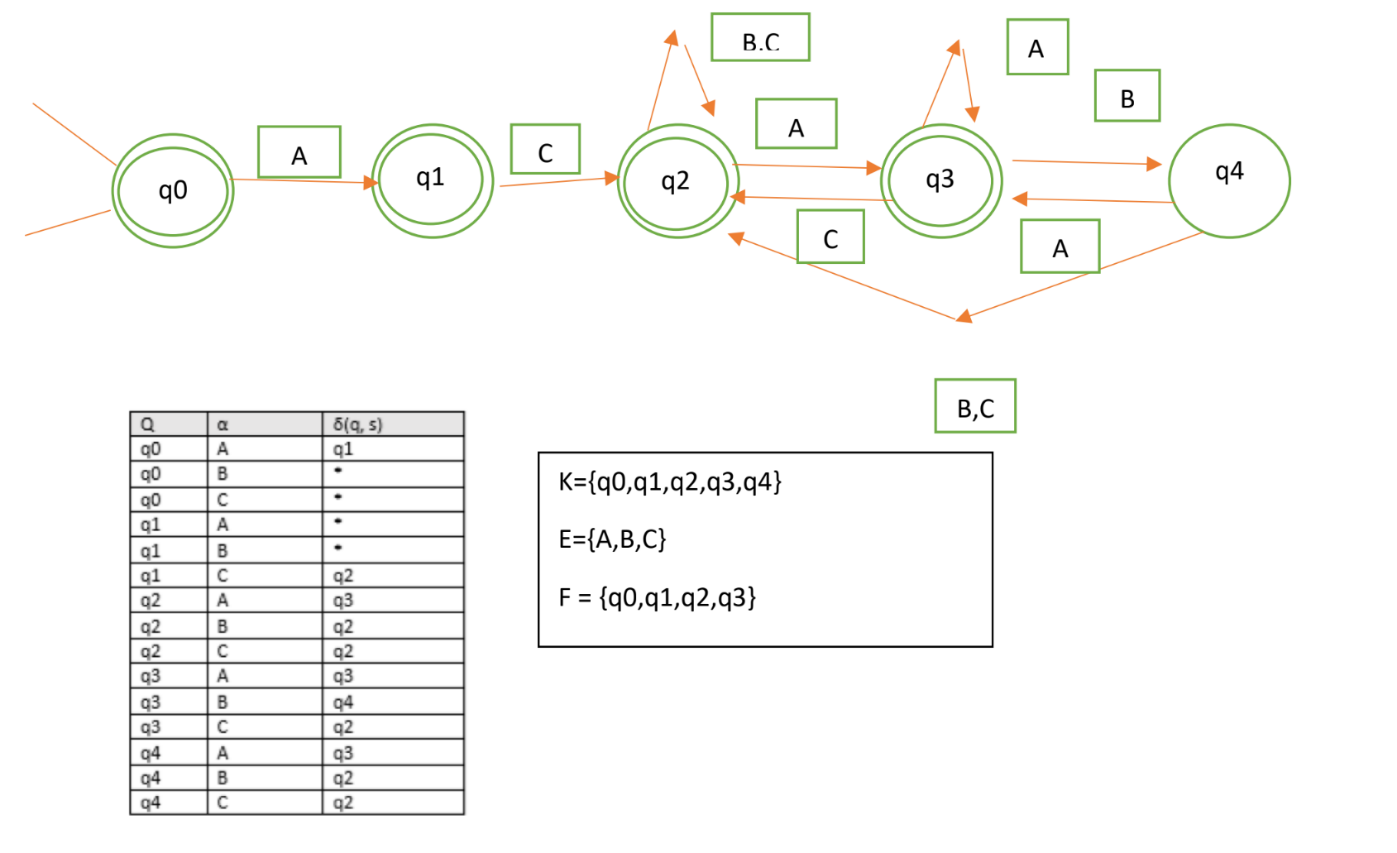 B.C
A
B
A
A
C
q0
q1
q2
q3
q4
C
A
B,C
Q α δ(q, s)
q0 A q1
q0 B *
q0 C *
q1 A *
q1 B *
q1 C q2
q2 A q3
q2 B q2
q2 C q2
q3 A q3
q3 B q4
q3 C q2
q4 A q3
q4 B q2
q4 C q2
K={q0,q1,q2,q3,q4}
E={A,B,C}
F = {q0,q1,q2,q3}